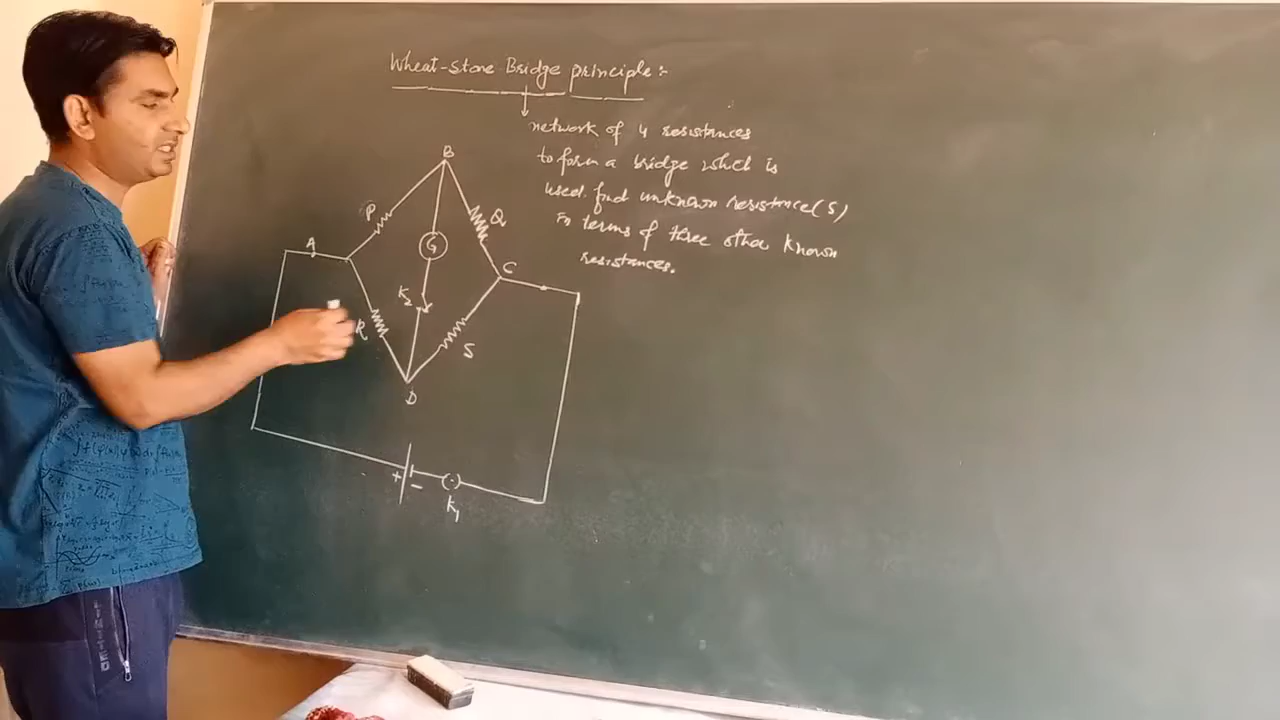 Wheat-stone Bridge principle:-
network of 4 resistances
to form a bridge which is
used find unknown resistance (S)
in terms of three other known
resistances.
B
P
Q
A
G
C
K2
R
S
D
+ -
K1